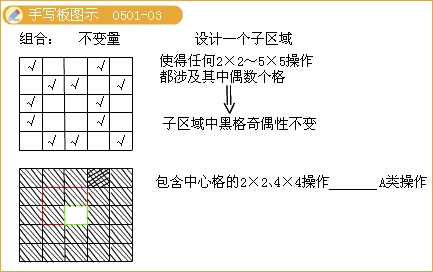 手写板图示 0501-03
组合： 不变量 设计一个子区域
使得任何2×2～5×5操作
都涉及其中偶数个格
子区域中黑格奇偶性不变
√ √
√ √ √
√ √
√ √
√ √ √
包含中心格的2×2、4×4操作______A类操作